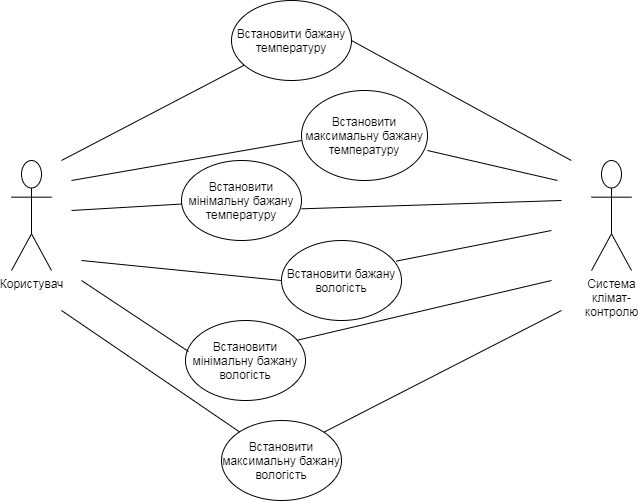 Встановити бажану
температуру
Встановити
максимальну бажану
температуру
Встановити
мінімальну бажану
температуру
Встановити бажану
вологість
Користувач
Система
клімат-
контролю
Встановити
мінімальну бажану
вологість
Встановити
максимальну бажану
вологість